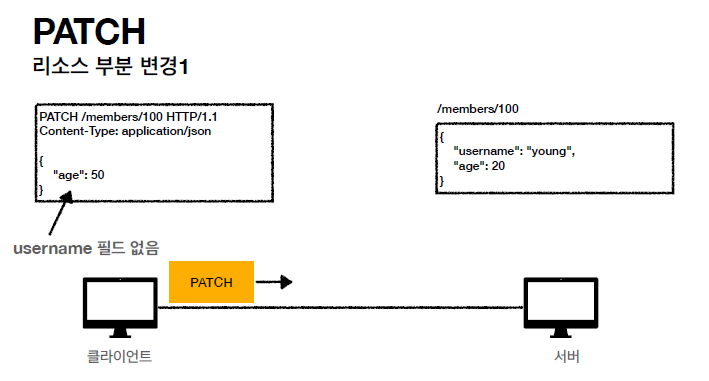 PATCH
리소스 부분 변경1
PATCH /members/100 HTTP/1.1
Content-Type: application/json
{
"age": 50
}
username 필드 없음
/members/100
{
"username": "young",
"age": 20
}
PATCH
클라이언트
서버